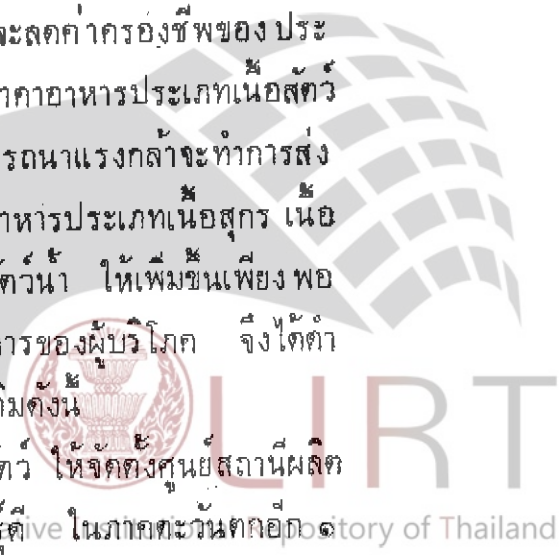 ะลดค่าครองชีพของ ประ
าคาอาหารประเภทเนื้อสัตว์
รถนาแรงกล้าจะทำการส่ง
าหารประเภทเนื้อสุกร เนื้อ
ัตว์น้ำ ให้เพิ่มขึ้นเพียง พอ
ารของผู้บริโภค จึงได้ดำ
ิมดังนี้
ตว์ ให้จัดตั้งศูนย์สถานีผลิต
ธุ์ดี ในภาคตะวันตกอีก ๑
LIRT
ive Institutional Repository of Thailand